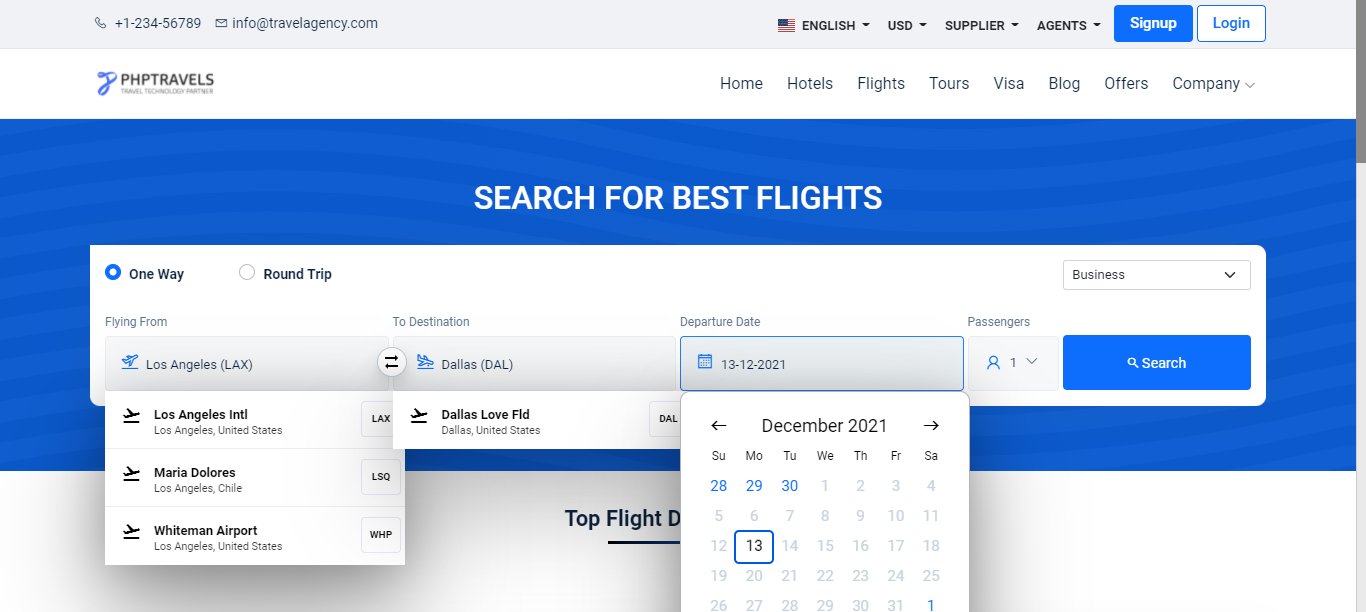 +1-234-56789 info@travelagency.com ENGLISH USD SUPPLIER AGENTS Signup Login
PHPTRAVELS
TRAVEL TECHNOLOGY PARTNER
Home Hotels Flights Tours Visa Blog Offers Company
SEARCH FOR BEST FLIGHTS
One Way Round Trip Business
Flying From To Destination Departure Date Passengers
Los Angeles (LAX) Dallas (DAL) 13-12-2021 1 Search
Los Angeles Intl
Los Angeles, United States
LAX
Maria Dolores
Los Angeles, Chile
LSQ
Whiteman Airport
Los Angeles, United States
WHP
Dallas Love Fld
Dallas, United States
DAL
December 2021
Su Mo Tu We Th Fr Sa
28 29 30 1 2 3 4
5 6 7 8 9 10 11
12 13 14 15 16 17 18
19 20 21 22 23 24 25
26 27 28 29 30 31 1
Top Flight D